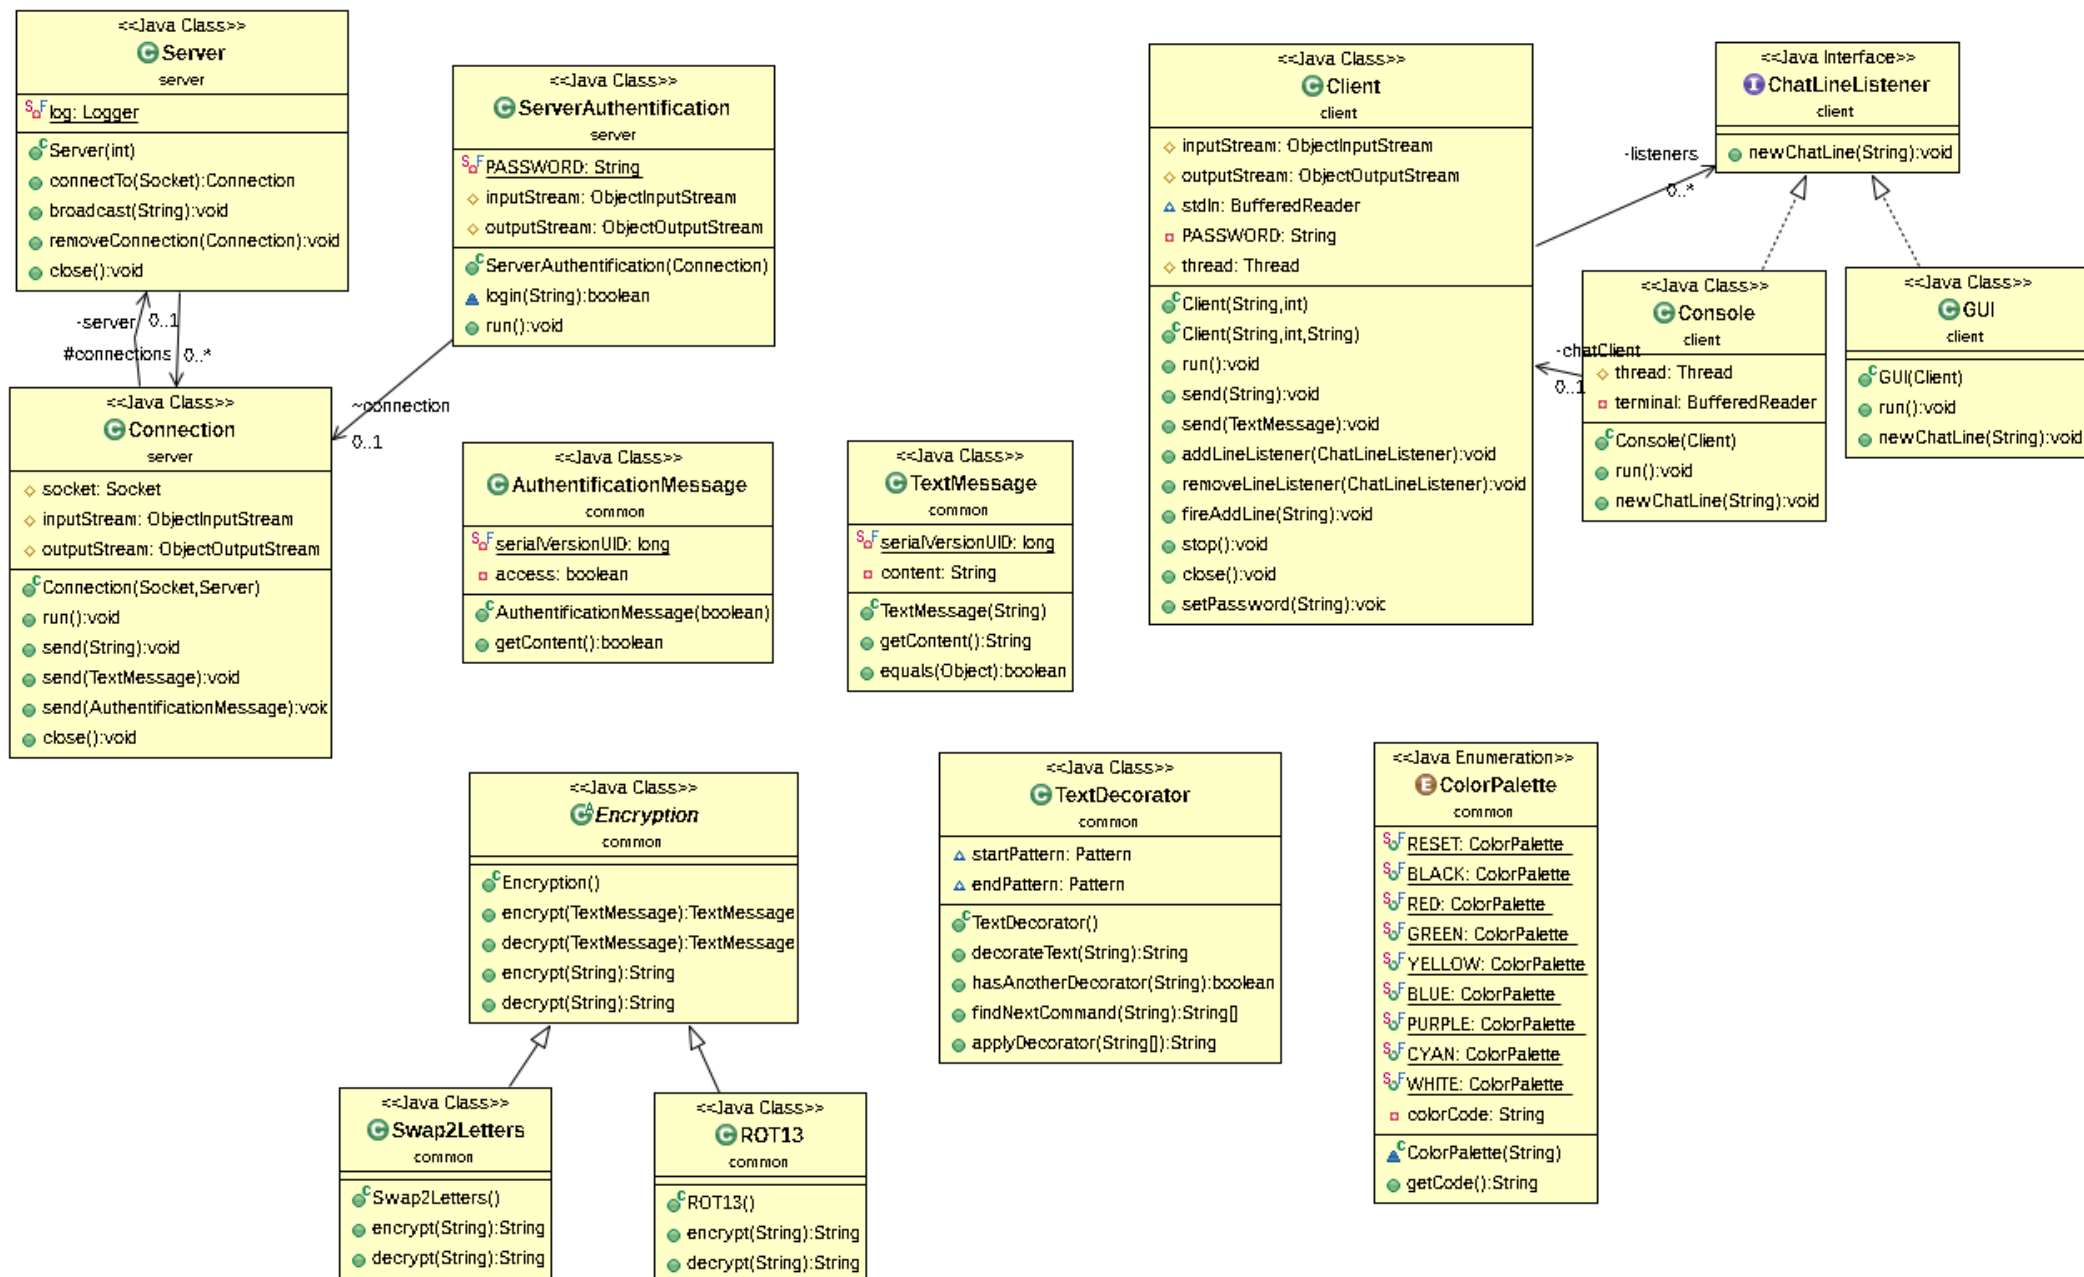 <<Java Class>>
Server
server
log: Logger
Server(int)
connectTo(Socket):Connection
broadcast(String):void
removeConnection(Connection):void
close():void
-server
0..1
#connections
0..*
<<Java Class>>
ServerAuthentification
server
PASSWORD: String
inputStream: ObjectInputStream
outputStream: ObjectOutputStream
ServerAuthentification(Connection)
login(String):boolean
run():void
~connection
0..1
<<Java Class>>
Connection
server
socket: Socket
inputStream: ObjectInputStream
outputStream: ObjectOutputStream
Connection(Socket,Server)
run():void
send(String):void
send(TextMessage):void
send(AuthentificationMessage):voic
close():void
<<Java Class>>
AuthentificationMessage
common
serialVersionUID: long
access: boolean
AuthentificationMessage(boolean)
getContent():boolean
<<Java Class>>
TextMessage
common
serialVersionUID: long
content: String
TextMessage(String)
getContent():String
equals(Object):boolean
<<Java Class>>
Client
client
inputStream: ObjectInputStream
outputStream: ObjectOutputStream
stdIn: BufferedReader
PASSWORD: String
thread: Thread
Client(String,int)
Client(String,int,String)
run():void
send(String):void
send(TextMessage):void
addLineListener(ChatLineListener):void
removeLineListener(ChatLineListener):void
fireAddLine(String):void
stop():void
close():void
setPassword(String):voic
-listeners
0..*
<<Java Interface>>
ChatLineListener
client
newChatLine(String):void
-chatClient
0..1
<<Java Class>>
Console
client
thread: Thread
terminal: BufferedReader
Console(Client)
run():void
newChatLine(String):void
<<Java Class>>
GUI
client
GUI(Client)
run():void
newChatLine(String):void
<<Java Class>>
Encryption
common
Encryption()
encrypt(TextMessage):TextMessage
decrypt(TextMessage):TextMessage
encrypt(String):String
decrypt(String):String
<<Java Class>>
Swap2Letters
common
Swap2Letters()
encrypt(String):String
decrypt(String):String
<<Java Class>>
ROT13
common
ROT13()
encrypt(String):String
decrypt(String):String
<<Java Class>>
TextDecorator
common
startPattern: Pattern
endPattern: Pattern
TextDecorator()
decorateText(String):String
hasAnotherDecorator(String):boolean
findNextCommand(String):String[]
applyDecorator(String[]):String
<<Java Enumeration>>
ColorPalette
common
RESET: ColorPalette
BLACK: ColorPalette
RED: ColorPalette
GREEN: ColorPalette
YELLOW: ColorPalette
BLUE: ColorPalette
PURPLE: ColorPalette
CYAN: ColorPalette
WHITE: ColorPalette
colorCode: String
ColorPalette(String)
getCode():String